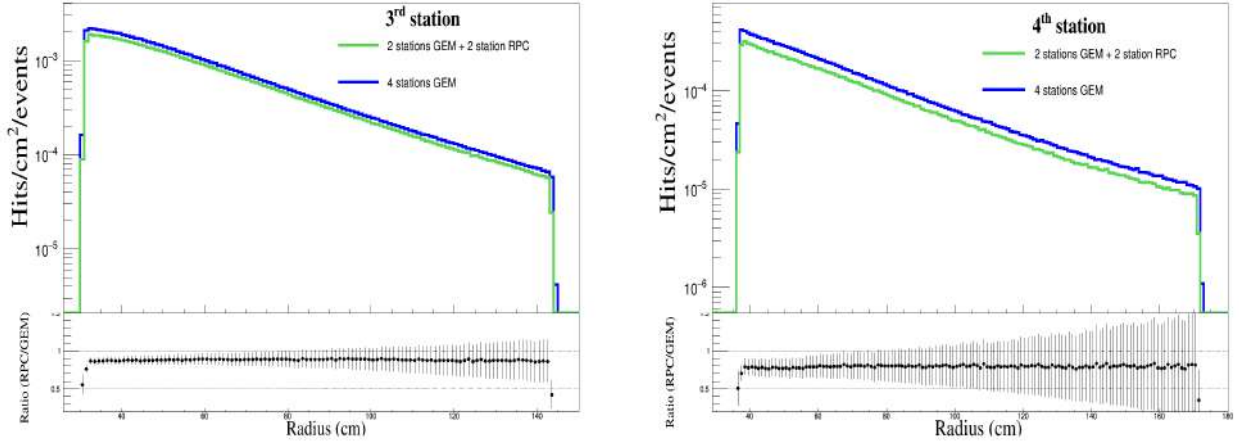 3rd station
2 stations GEM + 2 station RPC
4 stations GEM
Hits/cm2/events
10−3
10−4
10−5
Ratio (RPC/GEM)
1
0.5
40 60 80 100 120 140
Radius (cm)
4th station
2 stations GEM + 2 station RPC
4 stations GEM
Hits/cm2/events
10−4
10−5
10−6
Ratio (RPC/GEM)
1
0.5
40 60 80 100 120 140 160 180
Radius (cm)